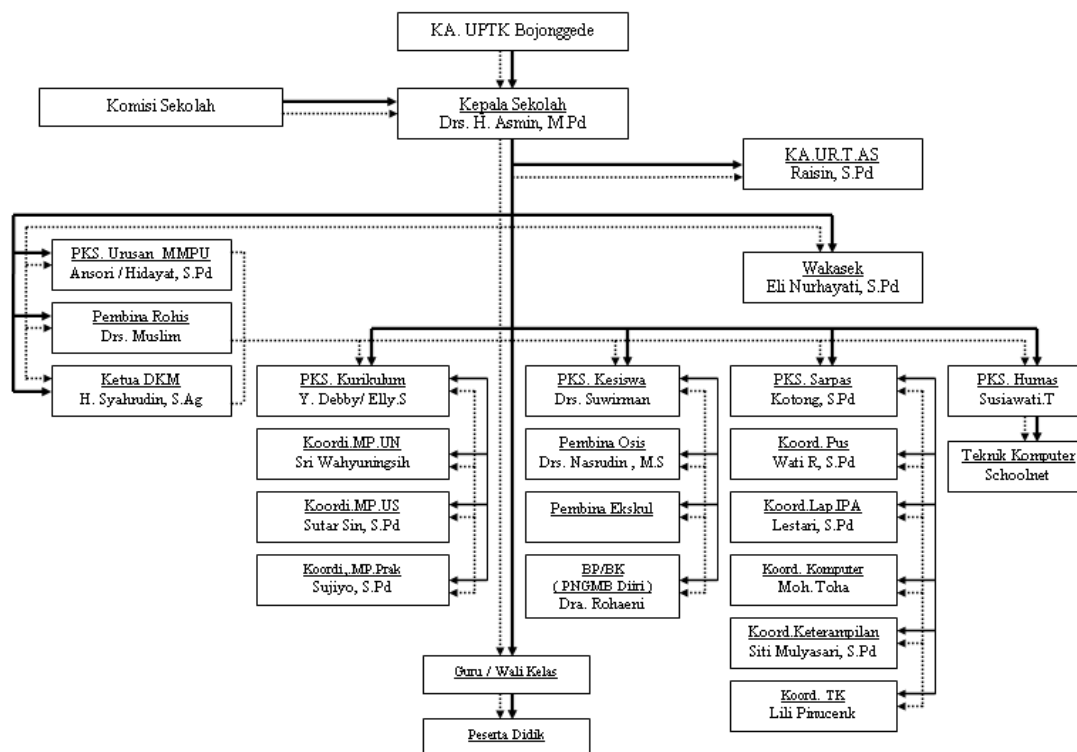 KA. UPTK Bojonggede
Komisi Sekolah
Kepala Sekolah
Drs. H. Asmin, M.Pd
KA.UR.T.AS
Raisin, S.Pd
PKS. Urusan MMPU
Ansori / Hidayat, S.Pd
Wakasek
Eli Nurhayati, S.Pd
Pembina Rohis
Drs. Muslim
Ketua DKM
H. Syahrudin, S.Ag
PKS. Kurikulum
Y. Debby/ Elly.S
PKS. Kesiswa
Drs. Suwirman
PKS. Sarpas
Kotong, S.Pd
PKS. Humas
Susiawati.T
Koordi.MP.UN
Sri Wahyuningsih
Pembina Osis
Drs. Nasrudin , M.S
Koord. Pus
Wati R, S.Pd
Teknik Komputer
Schoolnet
Koordi.MP.US
Sutar Sin, S.Pd
Pembina Ekskul
Koord.Lap.IPA
Lestari, S.Pd
Koordi,.MP.Prak
Sujiyo, S.Pd
BP/BK
( PNGMB Diiri )
Dra. Rohaeni
Koord. Komputer
Moh.Toha
Koord.Keterampilan
Siti Mulyasari, S.Pd
Guru / Wali Kelas
Koord. TK
Lili Pinucenk
Peserta Didik